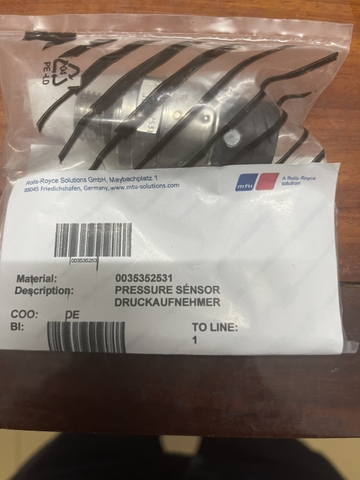 04
PE-LD
Rolls-Royce Solutions GmbH, Maybachplatz 1
88045 Friedrichshafen, Germany, www.mtu-solutions.com
mtu
A Rolls-Royce
solution
Material: 0035352531
Description: PRESSURE SENSOR
DRUCKAUFNEHMER
COO: DE
BI: TO LINE:
1